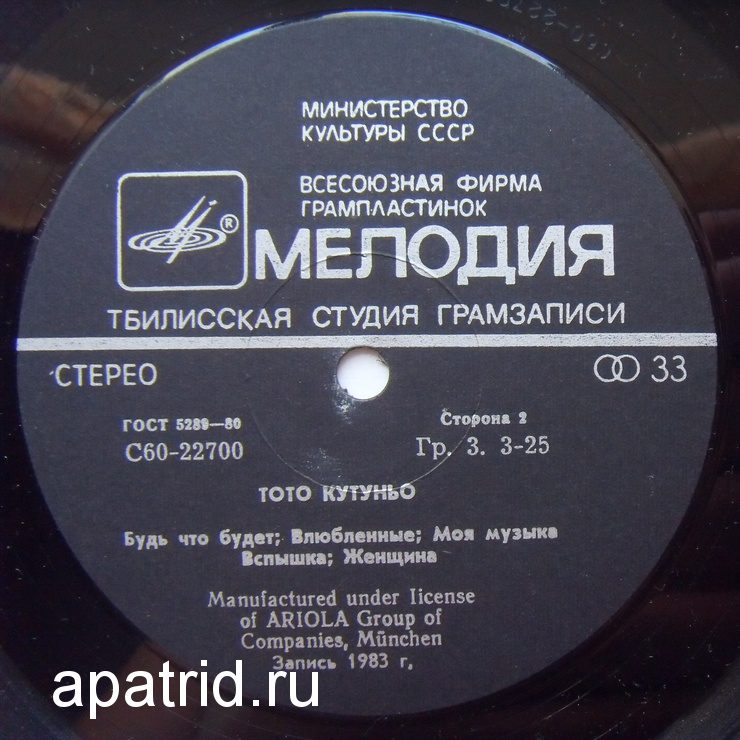 МИНИСТЕРСТВО
КУЛЬТУРЫ СССР
ВСЕСОЮЗНАЯ ФИРМА
ГРАМПЛАСТИНОК
®
МЕЛОДИЯ
ТБИЛИССКАЯ СТУДИЯ ГРАМЗАПИСИ
СТЕРЕО
33
ГОСТ 5289—80
Сторона 2
С60-22700
Гр. 3. 3-25
ТОТО КУТУНЬО
Будь что будет; Влюбленные; Моя музыка
Вспышка; Женщина
Manufactured under license
of ARIOLA Group of
Companies, München
Запись 1983 г.
apatrid.ru